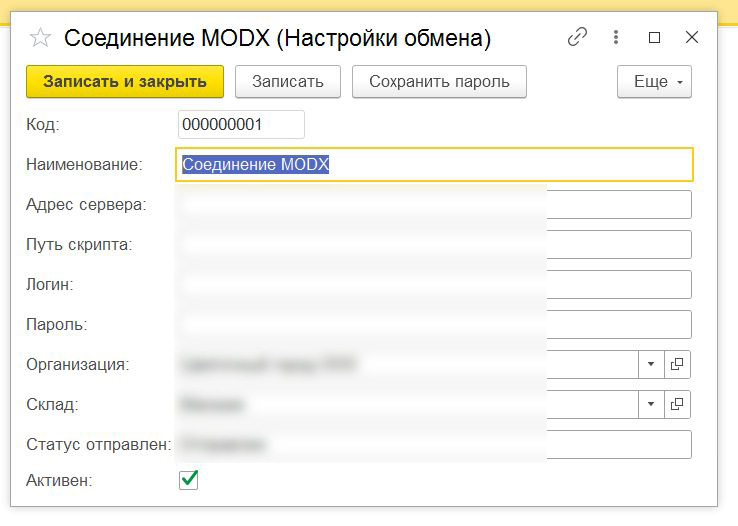 Соединение MODX (Настройки обмена)
Записать и закрыть Записать Сохранить пароль Еще
Код: 000000001
Наименование: Соединение MODX
Адрес сервера:
Путь скрипта:
Логин:
Пароль:
Организация:
Склад:
Статус отправлен:
Активен: